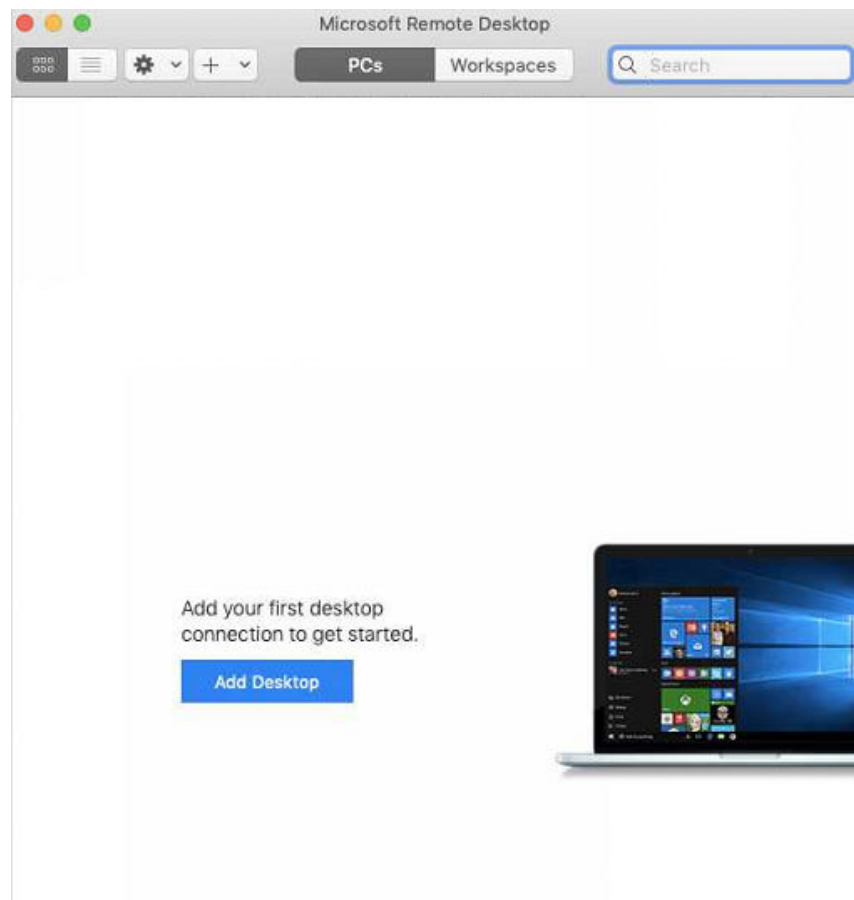 Microsoft Remote Desktop
PCs
Workspaces
Search
Add your first desktop
connection to get started.
Add Desktop